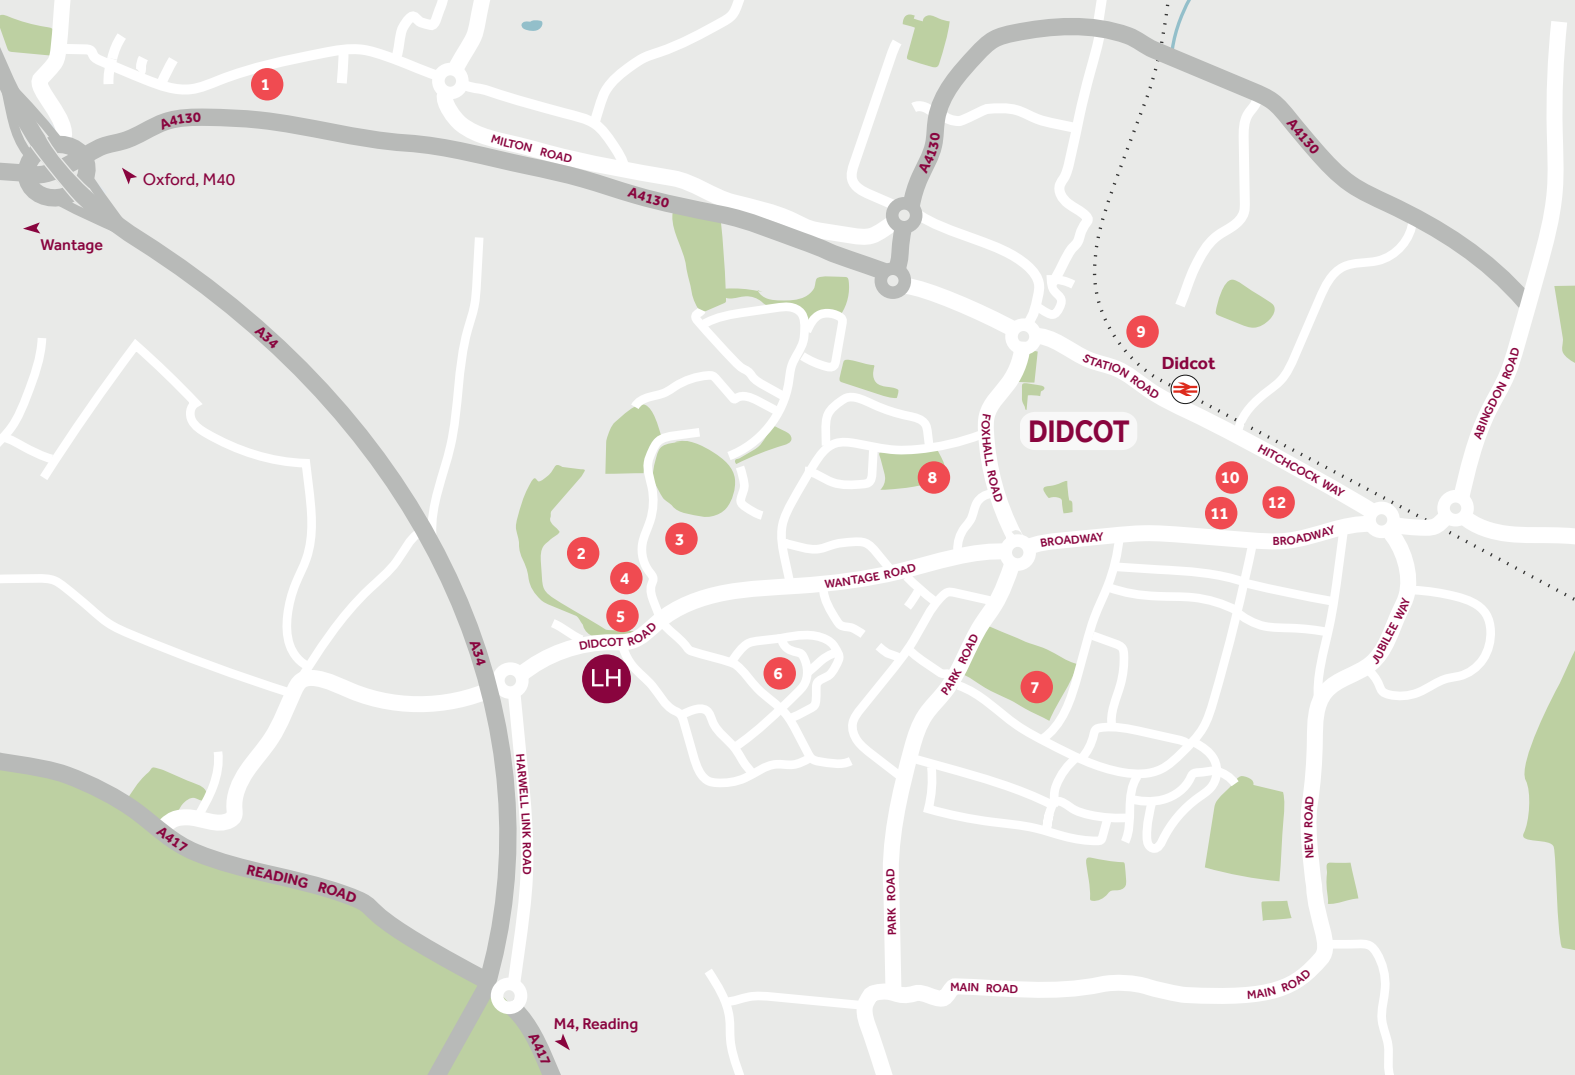 1
A4130
MILTON ROAD
Oxford, M40
A4130
A4130
A4130
Wantage
A34
9
Didcot
STATION ROAD
ABINGDON ROAD
DIDCOT
FOXHALL ROAD
HITCHCOCK WAY
8
10
12
11
3
2
BROADWAY
BROADWAY
4
WANTAGE ROAD
5
DIDCOT ROAD
JUBILEE WAY
A34
LH
6
PARK ROAD
7
HARWELL LINK ROAD
NEW ROAD
A417
READING ROAD
PARK ROAD
MAIN ROAD
MAIN ROAD
M4, Reading
A417